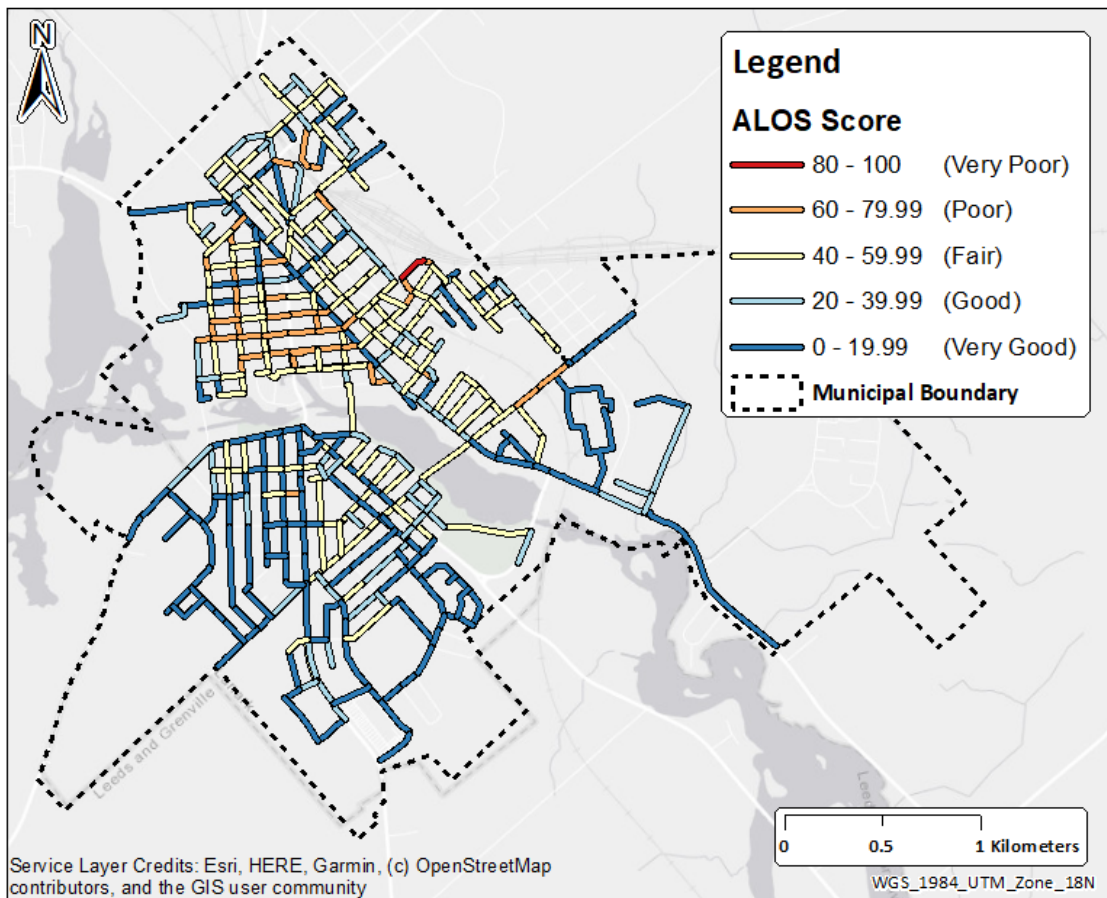 N
Legend
ALOS Score
80 - 100 (Very Poor)
60 - 79.99 (Poor)
40 - 59.99 (Fair)
20 - 39.99 (Good)
0 - 19.99 (Very Good)
Municipal Boundary
Leeds and Grenville
Leed
0 0.5 1 Kilometers
Service Layer Credits: Esri, HERE, Garmin, (c) OpenStreetMap
contributors, and the GIS user community
WGS_1984_UTM_Zone_18N